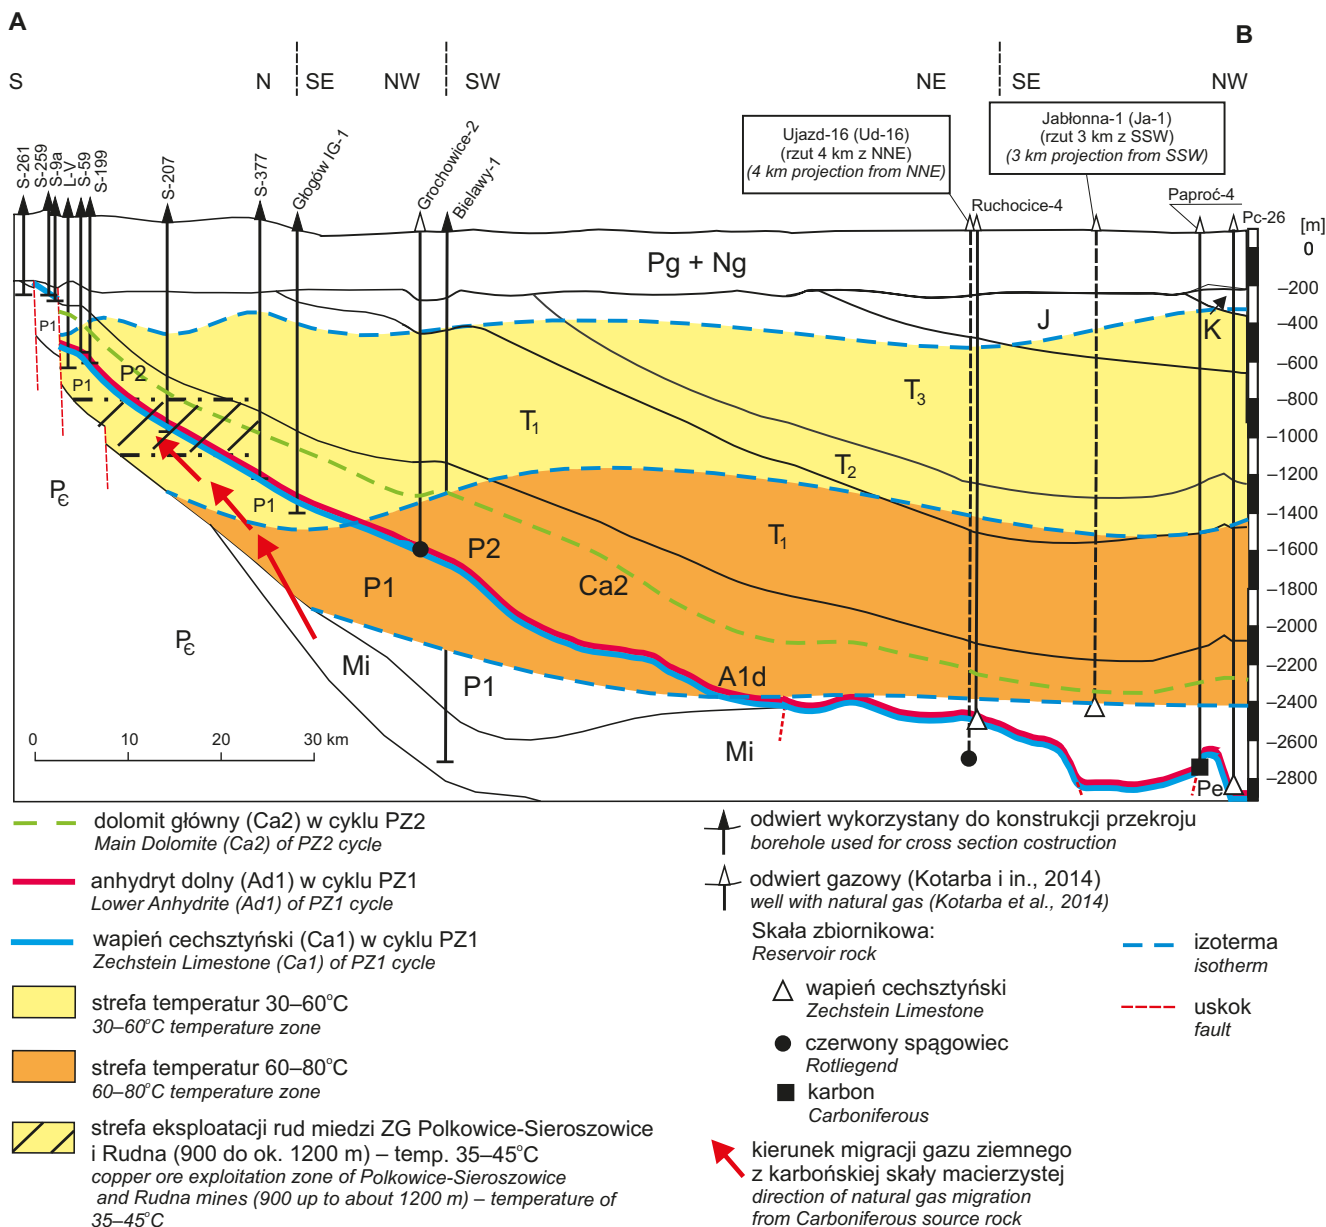 A
B
S
N
SE
NW
SW
NE
SE
NW
Ujazd-16 (Ud-16)
(rzut 4 km z NNE)
(4 km projection from NNE)
Jabłonna-1 (Ja-1)
(rzut 3 km z SSW)
(3 km projection from SSW)
S-261
S-259
S-9a
L-V
S-59
S-199
S-207
S-377
Głogów IG-1
Grochowice-2
Bielawy-1
Ruchocice-4
Paproć-4
Pc-26
[m]
0
–200
–400
–600
–800
–1000
–1200
–1400
–1600
–1800
–2000
–2200
–2400
–2600
–2800
Pg + Ng
J
K
P1
P1
P2
T3
T1
T2
P1
T1
P2
P1
Ca2
PЄ
PЄ
Mi
P1
A1d
Mi
Pe
0 10 20 30 km
dolomit główny (Ca2) w cyklu PZ2
Main Dolomite (Ca2) of PZ2 cycle
anhydryt dolny (Ad1) w cyklu PZ1
Lower Anhydrite (Ad1) of PZ1 cycle
wapień cechsztyński (Ca1) w cyklu PZ1
Zechstein Limestone (Ca1) of PZ1 cycle
strefa temperatur 30–60°C
30–60°C temperature zone
strefa temperatur 60–80°C
60–80°C temperature zone
strefa eksploatacji rud miedzi ZG Polkowice-Sieroszowice
i Rudna (900 do ok. 1200 m) – temp. 35–45°C
copper ore exploitation zone of Polkowice-Sieroszowice
and Rudna mines (900 up to about 1200 m) – temperature of
35–45°C
odwiert wykorzystany do konstrukcji przekroju
borehole used for cross section costruction
odwiert gazowy (Kotarba i in., 2014)
well with natural gas (Kotarba et al., 2014)
Skała zbiornikowa:
Reservoir rock
wapień cechsztyński
Zechstein Limestone
czerwony spągowiec
Rotliegend
karbon
Carboniferous
kierunek migracji gazu ziemnego
z karbońskiej skały macierzystej
direction of natural gas migration
from Carboniferous source rock
izoterma
isotherm
uskok
fault